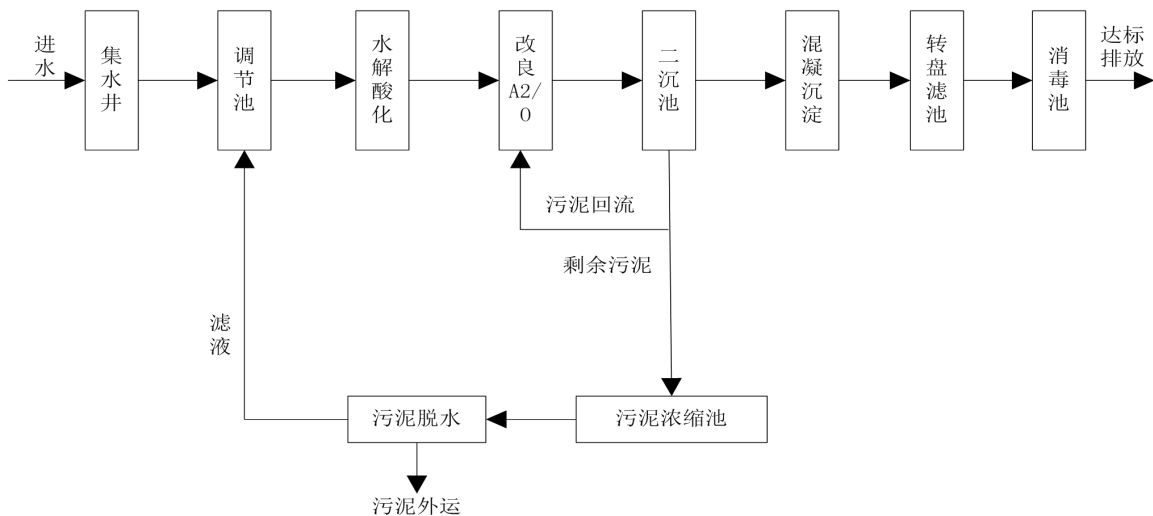 进水
集水井
调节池
水解酸化
改良A2/O
二沉池
混凝沉淀
转盘滤池
消毒池
达标
排放
污泥回流
剩余污泥
滤液
污泥脱水
污泥浓缩池
污泥外运